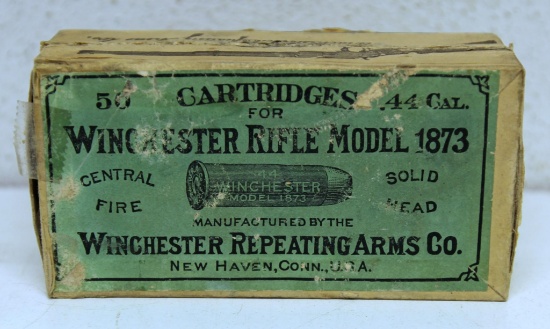 50 CARTRIDGES .44 CAL.
FOR
WINCHESTER RIFLE MODEL 1873
CENTRAL FIRE
44
WINCHESTER
MODEL 1873
SOLID HEAD
MANUFACTURED BY THE
WINCHESTER REPEATING ARMS CO.
NEW HAVEN, CONN., U.S.A.